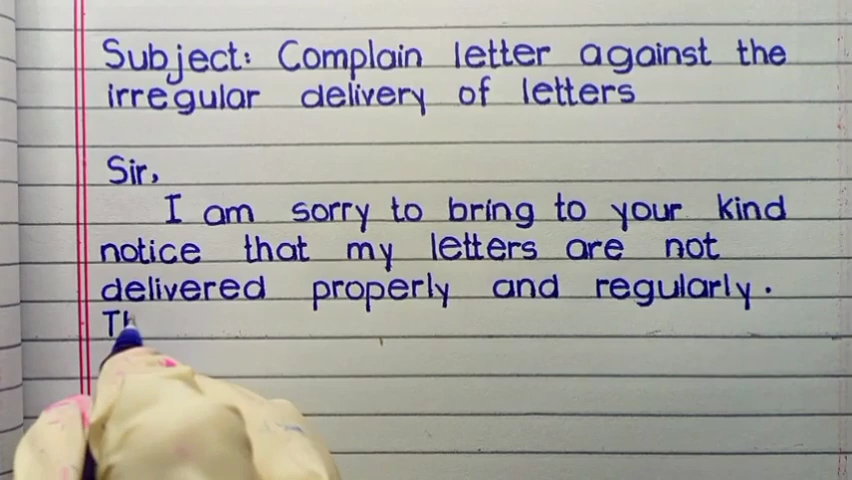 Subject: Complain letter against the
irregular delivery of letters
Sir,
I am sorry to bring to your kind
notice that my letters are not
delivered properly and regularly.
Th